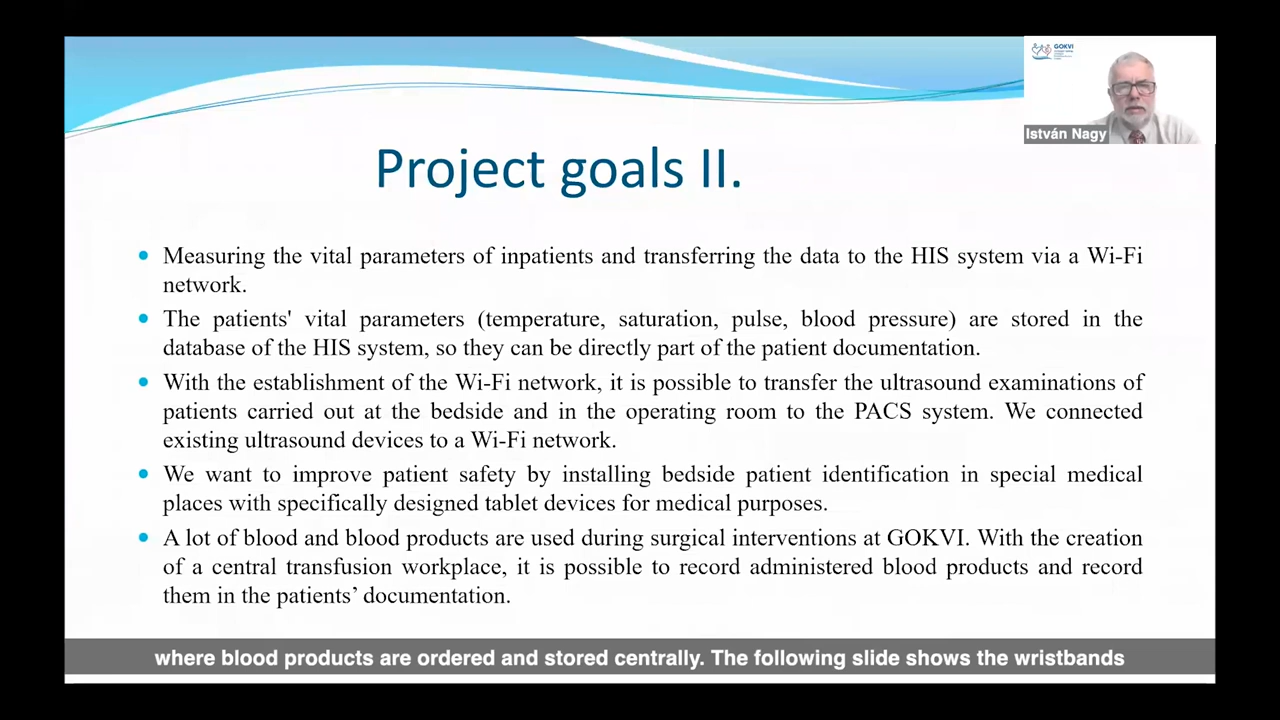 GOKVI
István Nagy
Project goals II.
Measuring the vital parameters of inpatients and transferring the data to the HIS system via a Wi-Fi
network.
The patients' vital parameters (temperature, saturation, pulse, blood pressure) are stored in the
database of the HIS system, so they can be directly part of the patient documentation.
With the establishment of the Wi-Fi network, it is possible to transfer the ultrasound examinations of
patients carried out at the bedside and in the operating room to the PACS system. We connected
existing ultrasound devices to a Wi-Fi network.
We want to improve patient safety by installing bedside patient identification in special medical
places with specifically designed tablet devices for medical purposes.
A lot of blood and blood products are used during surgical interventions at GOKVI. With the creation
of a central transfusion workplace, it is possible to record administered blood products and record
them in the patients’ documentation.
where blood products are ordered and stored centrally. The following slide shows the wristbands